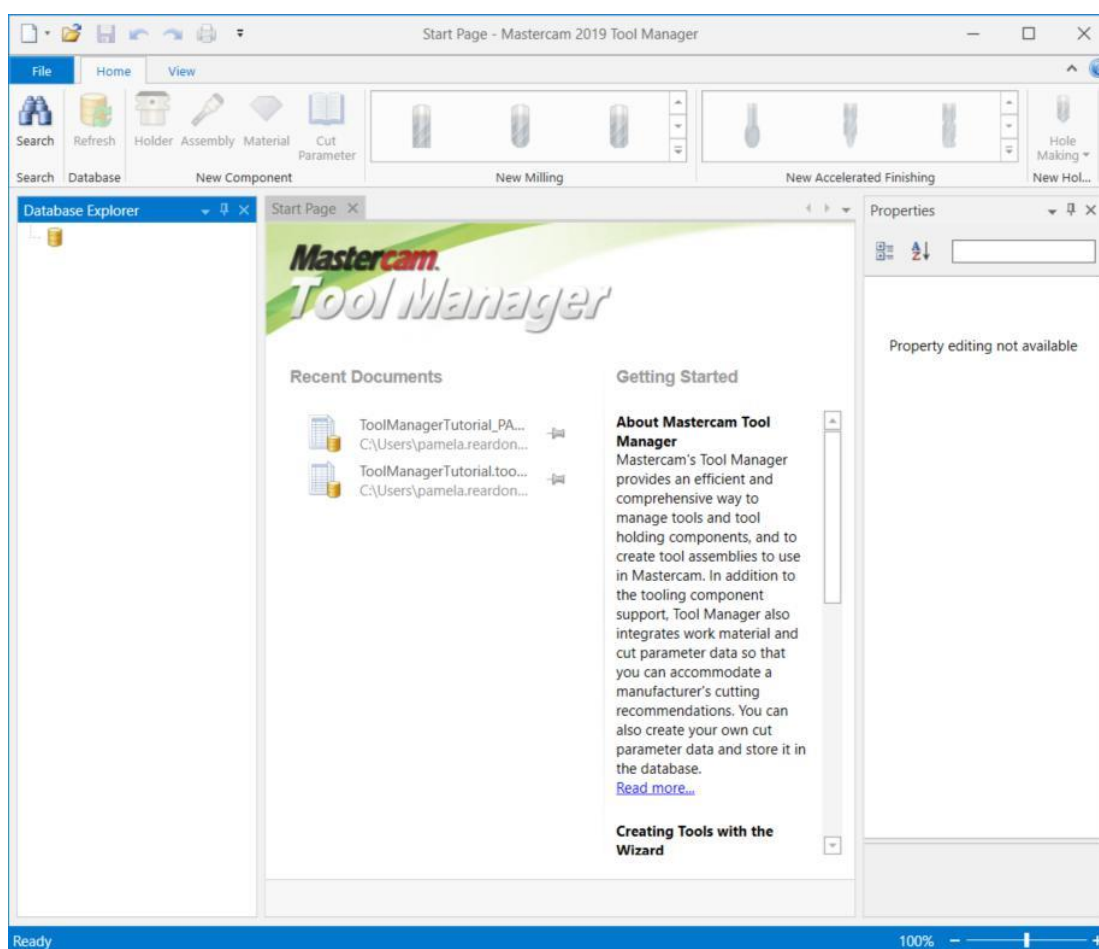 Start Page - Mastercam 2019 Tool Manager
File Home View
Search Refresh Holder Assembly Material Cut Parameter Hole Making
Search Database New Component New Milling New Accelerated Finishing New Hol...
Database Explorer
Start Page
Properties
Mastercam.
Tool Manager
Property editing not available
Recent Documents
ToolManagerTutorial_PA...
C:\Users\pamela.reardon...
ToolManagerTutorial.too...
C:\Users\pamela.reardon...
Getting Started
About Mastercam Tool
Manager
Mastercam's Tool Manager
provides an efficient and
comprehensive way to
manage tools and tool
holding components, and to
create tool assemblies to use
in Mastercam. In addition to
the tooling component
support, Tool Manager also
integrates work material and
cut parameter data so that
you can accommodate a
manufacturer's cutting
recommendations. You can
also create your own cut
parameter data and store it in
the database.
Read more...
Creating Tools with the
Wizard
Ready
100%